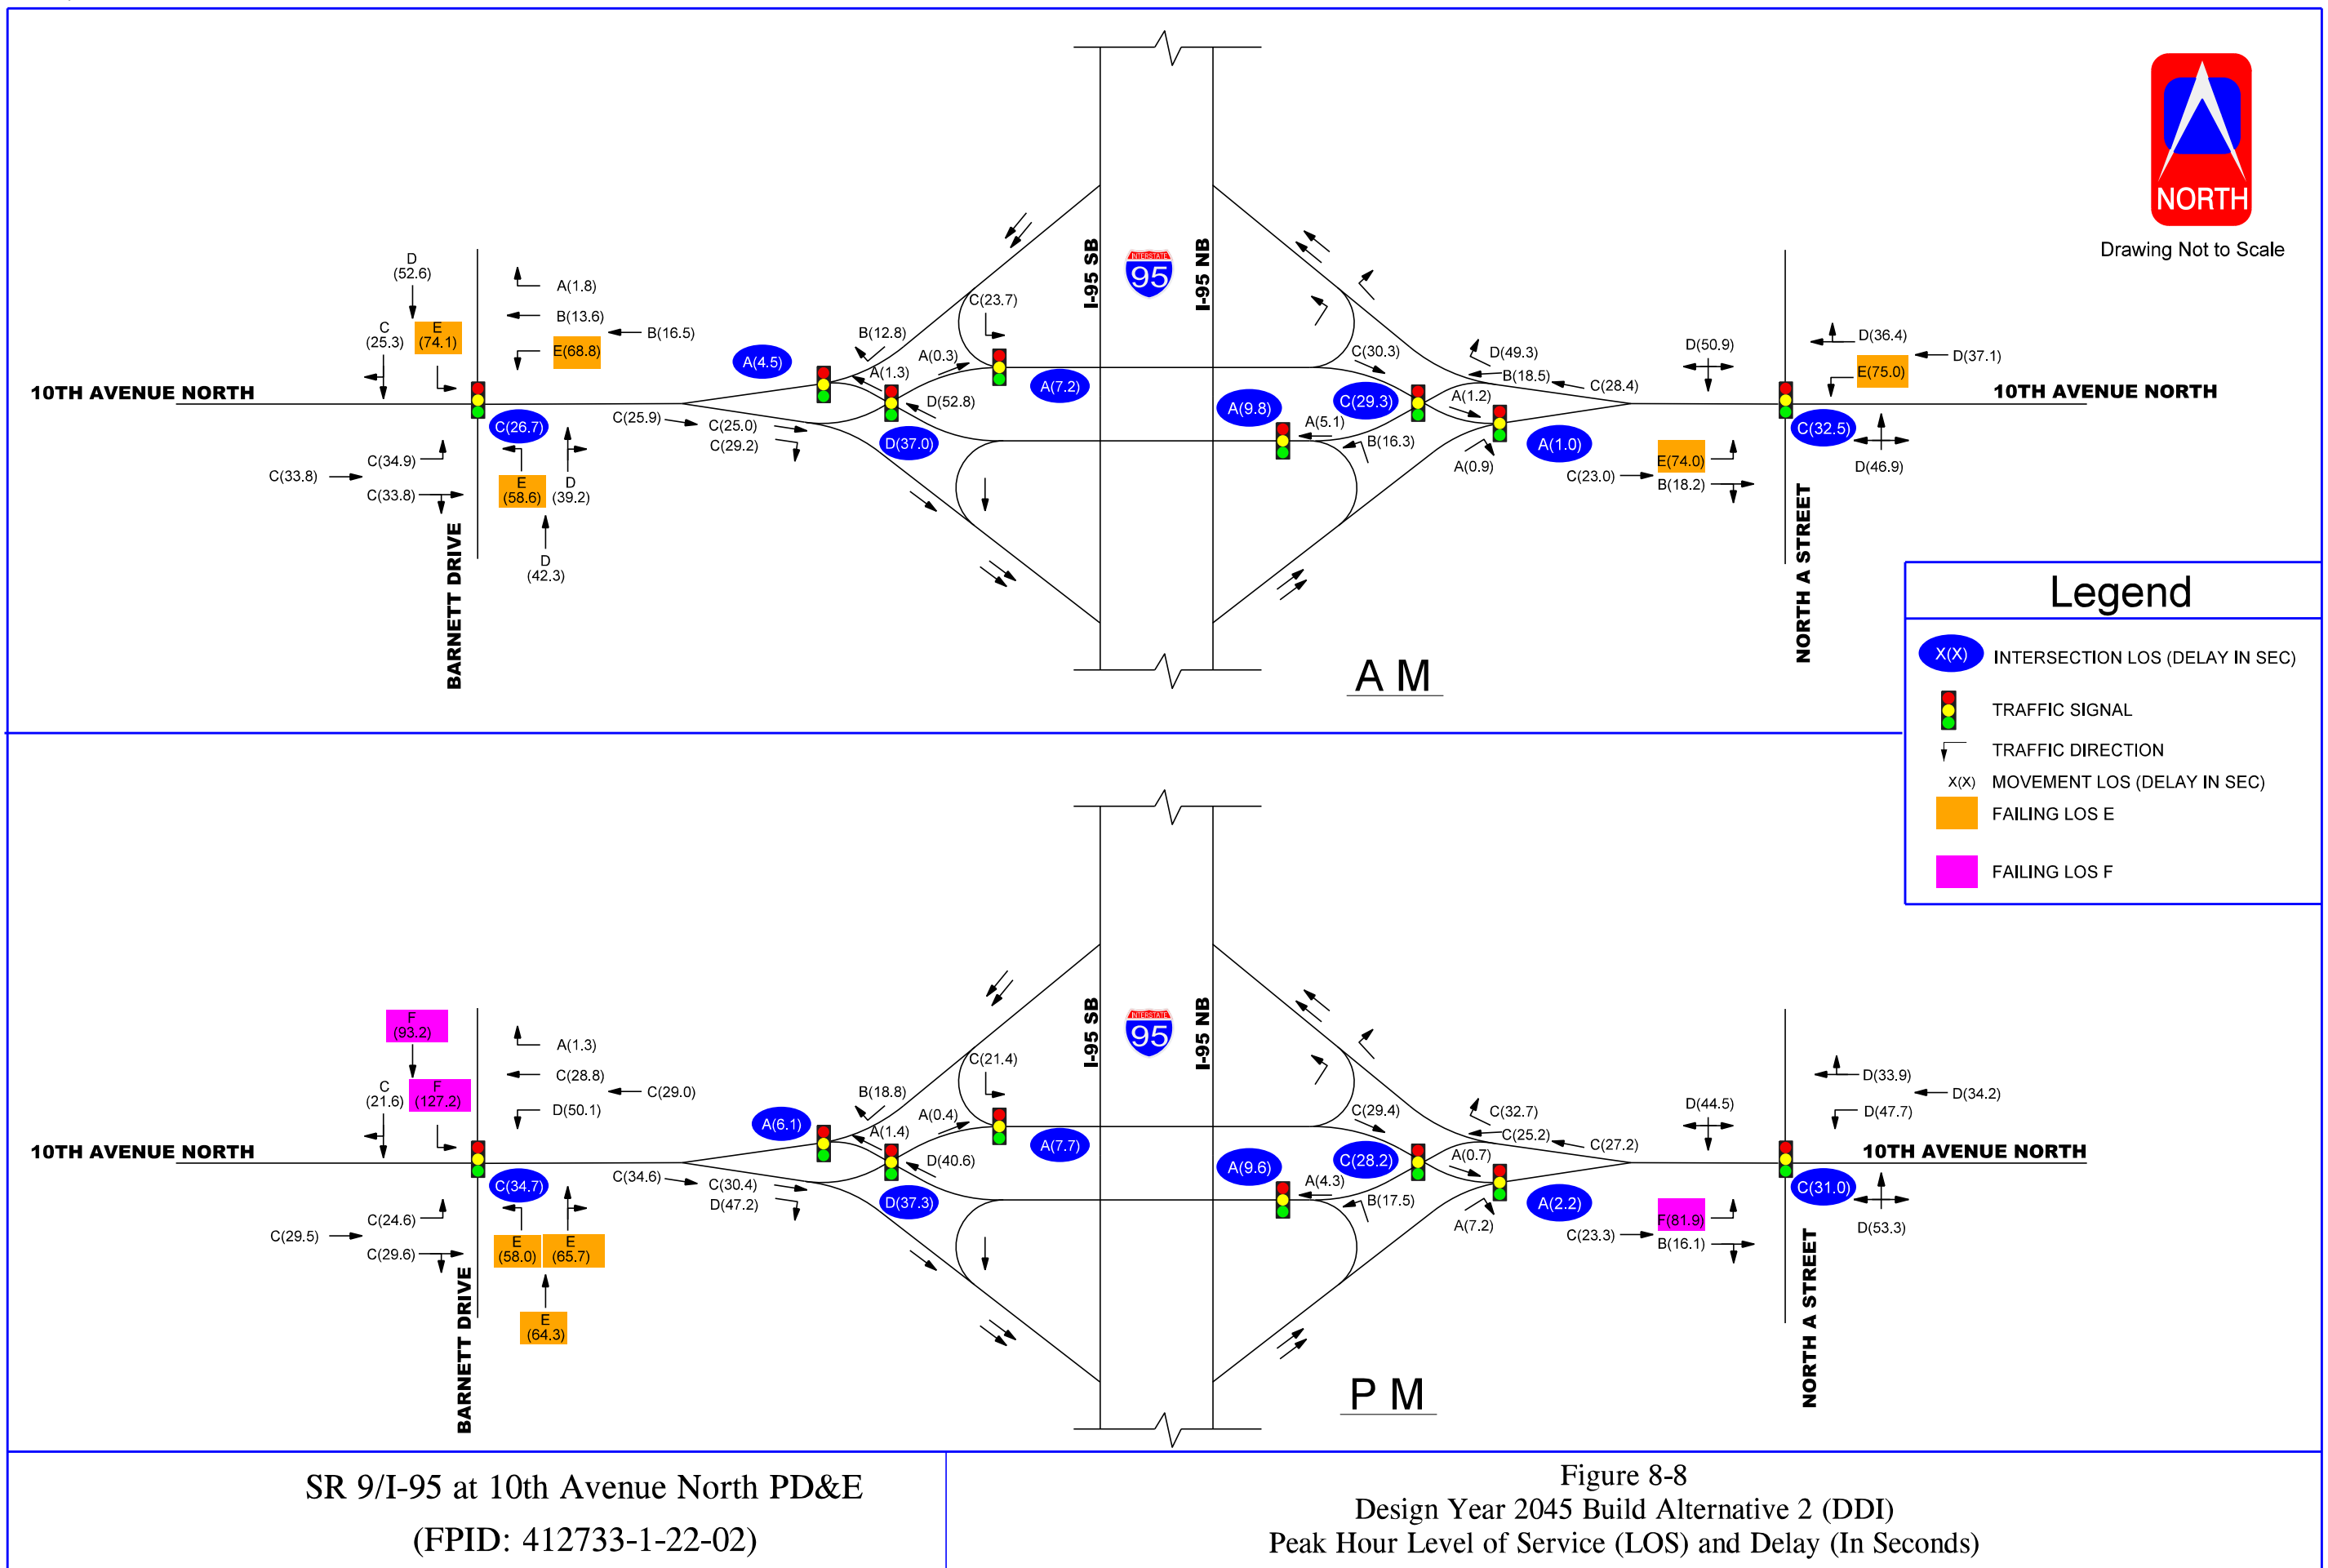 NORTH
Drawing Not to Scale
I-95 SB
INTERSTATE
95
I-95 NB
D
(52.6)
C
(25.3)
E
(74.1)
A(1.8)
B(13.6)
E(68.8)
B(16.5)
10TH AVENUE NORTH
C(26.7)
C(33.8)
C(34.9)
C(33.8)
E
(58.6)
D
(39.2)
D
(42.3)
BARNETT DRIVE
C(25.9)
C(25.0)
C(29.2)
A(4.5)
B(12.8)
A(1.3)
A(0.3)
C(23.7)
D(52.8)
D(37.0)
A(7.2)
A(9.8)
A(5.1)
C(30.3)
C(29.3)
B(16.3)
A(1.2)
A(0.9)
A(1.0)
D(49.3)
B(18.5)
C(28.4)
D(50.9)
D(36.4)
E(75.0)
D(37.1)
10TH AVENUE NORTH
C(32.5)
C(23.0)
E(74.0)
B(18.2)
D(46.9)
NORTH A STREET
A M
Legend
X(X) INTERSECTION LOS (DELAY IN SEC)
TRAFFIC SIGNAL
TRAFFIC DIRECTION
X(X) MOVEMENT LOS (DELAY IN SEC)
FAILING LOS E
FAILING LOS F
I-95 SB
INTERSTATE
95
I-95 NB
F
(93.2)
C
(21.6)
F
(127.2)
A(1.3)
C(28.8)
D(50.1)
C(29.0)
10TH AVENUE NORTH
C(34.7)
C(29.5)
C(24.6)
C(29.6)
E
(58.0)
E
(65.7)
E
(64.3)
BARNETT DRIVE
C(34.6)
C(30.4)
D(47.2)
A(6.1)
B(18.8)
A(1.4)
A(0.4)
C(21.4)
D(40.6)
D(37.3)
A(7.7)
A(9.6)
A(4.3)
C(29.4)
C(28.2)
B(17.5)
A(0.7)
A(7.2)
A(2.2)
C(32.7)
C(25.2)
C(27.2)
D(44.5)
D(33.9)
D(34.2)
D(47.7)
10TH AVENUE NORTH
C(31.0)
C(23.3)
F(81.9)
B(16.1)
D(53.3)
NORTH A STREET
P M
SR 9/I-95 at 10th Avenue North PD&E
(FPID: 412733-1-22-02)
Figure 8-8
Design Year 2045 Build Alternative 2 (DDI)
Peak Hour Level of Service (LOS) and Delay (In Seconds)